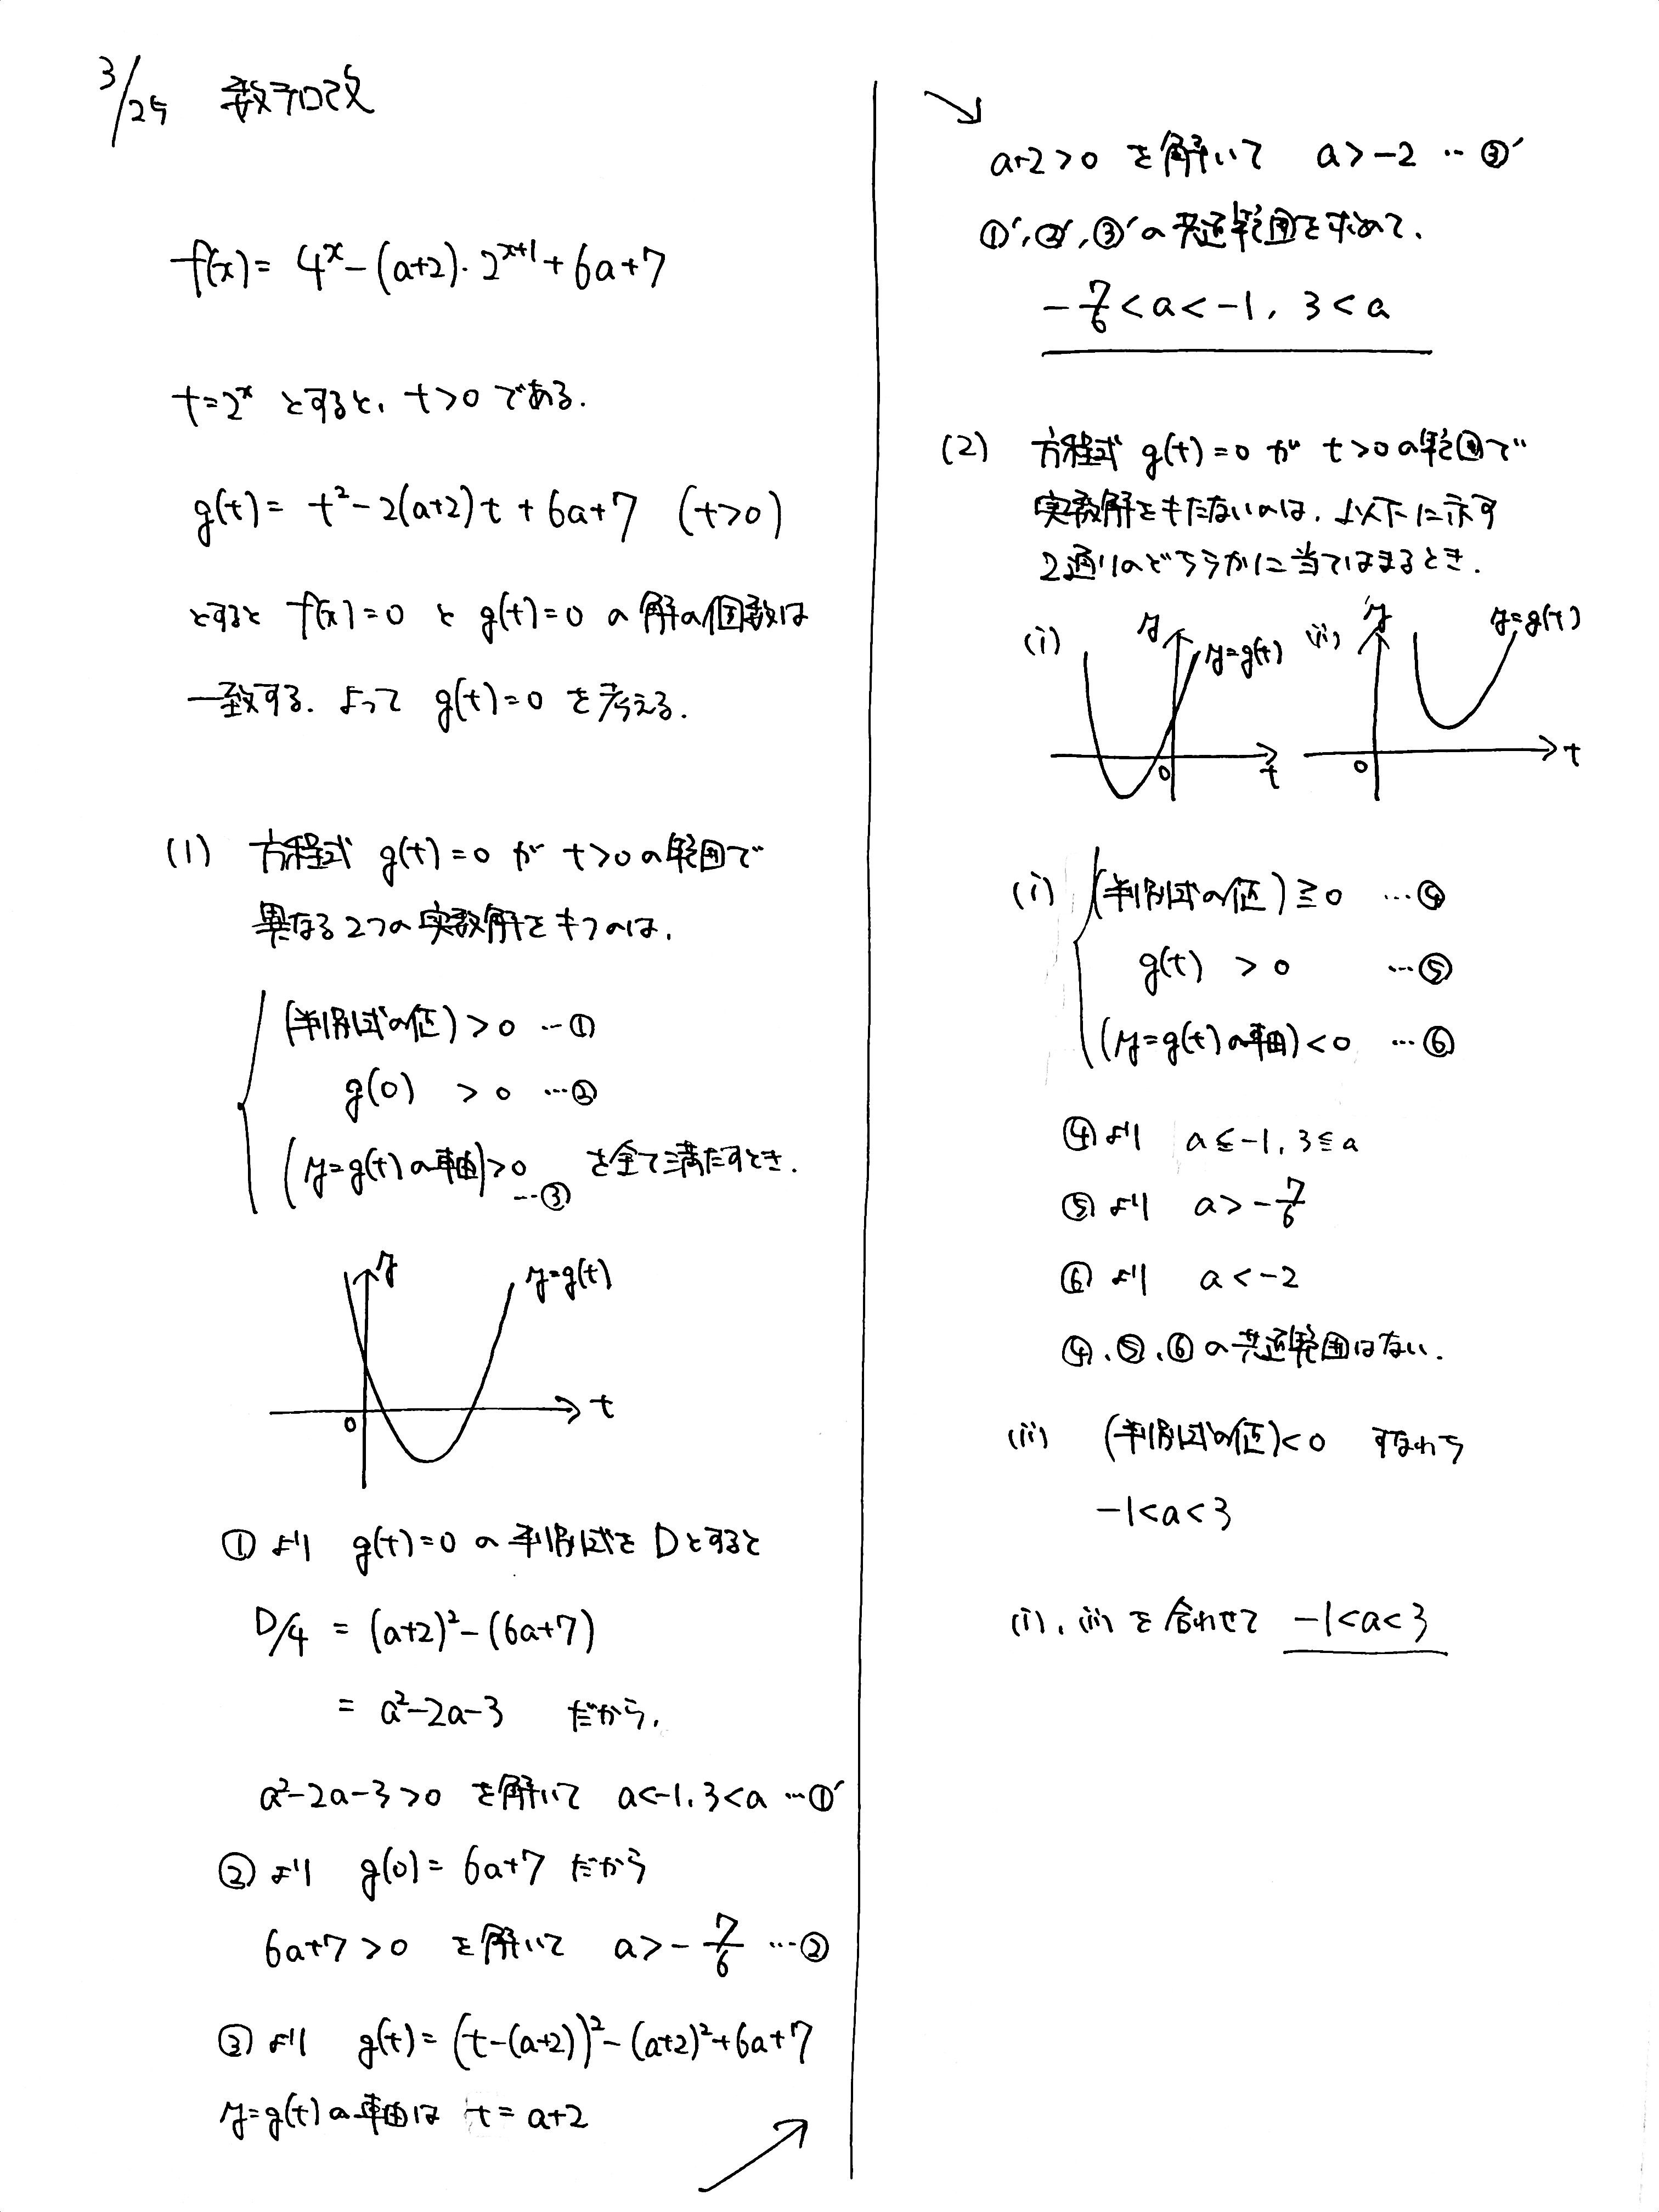 3/25 数学口改
f(x) = 4^x - (a+2)・2^{x+1} + 6a+7
t=2^x とすると、t>0 である.
g(t) = t² - 2(a+2)t + 6a+7 (t>0)
とすると f(x)=0 と g(t)=0 の解の個数は
一致する. よって g(t)=0 を考える.
(1) 方程式 g(t)=0 が t>0の範囲で
異なる2つの実数解をもつのは,
(判別式の値)>0 …①
g(0) >0 …②
(y=g(t)の軸)>0 …③ を全て満たすとき.
y
y=g(t)
0
t
①より g(t)=0 の判別式を Dとすると
D/4 = (a+2)² - (6a+7)
= a²-2a-3 だから,
a²-2a-3>0 を解いて a<-1, 3<a …①′
②より g(0) = 6a+7 だから
6a+7>0 を解いて a>-7/6 …②
③より g(t) = (t-(a+2))² - (a+2)² + 6a+7
y=g(t)の軸は t=a+2
a+2>0 を解いて a>-2 …③′
①′,②′,③′の共通範囲を求めて,
-7/6<a<-1, 3<a
(2) 方程式 g(t)=0 が t>0の範囲で
実数解をもたないのは, 以下に示す
2通りのどちらかに当てはまるとき.
(i)
y
y=g(t)
0
t
(ii)
y
y=g(t)
0
t
(i) (判別式の値)≧0 …④
g(t) >0 …⑤
(y=g(t)の軸)<0 …⑥
④より a≦-1, 3≦a
⑤より a>-7/6
⑥より a<-2
④,⑤,⑥の共通範囲はない.
(ii) (判別式の値)<0 すなわち
-1<a<3
(i), (ii) を合わせて -1<a<3